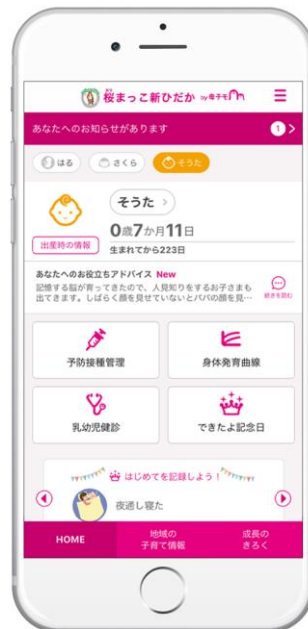 桜まっこ新ひだか by母子モ
あなたへのお知らせがあります 1
はる さくら そうた
そうた
0歳7か月11日
出産時の情報
生まれてから223日
あなたへのお役立ちアドバイス New
記憶する脳が育ってきたので、人見知りをするお子さまも
出てきます。しばらく顔を見せていないとパパの顔を見…
続きを読む
予防接種管理 身体発育曲線
乳幼児健診 できたよ記念日
はじめてを記録しよう!
夜通し寝た
HOME
地域の
子育て情報
成長の
きろく